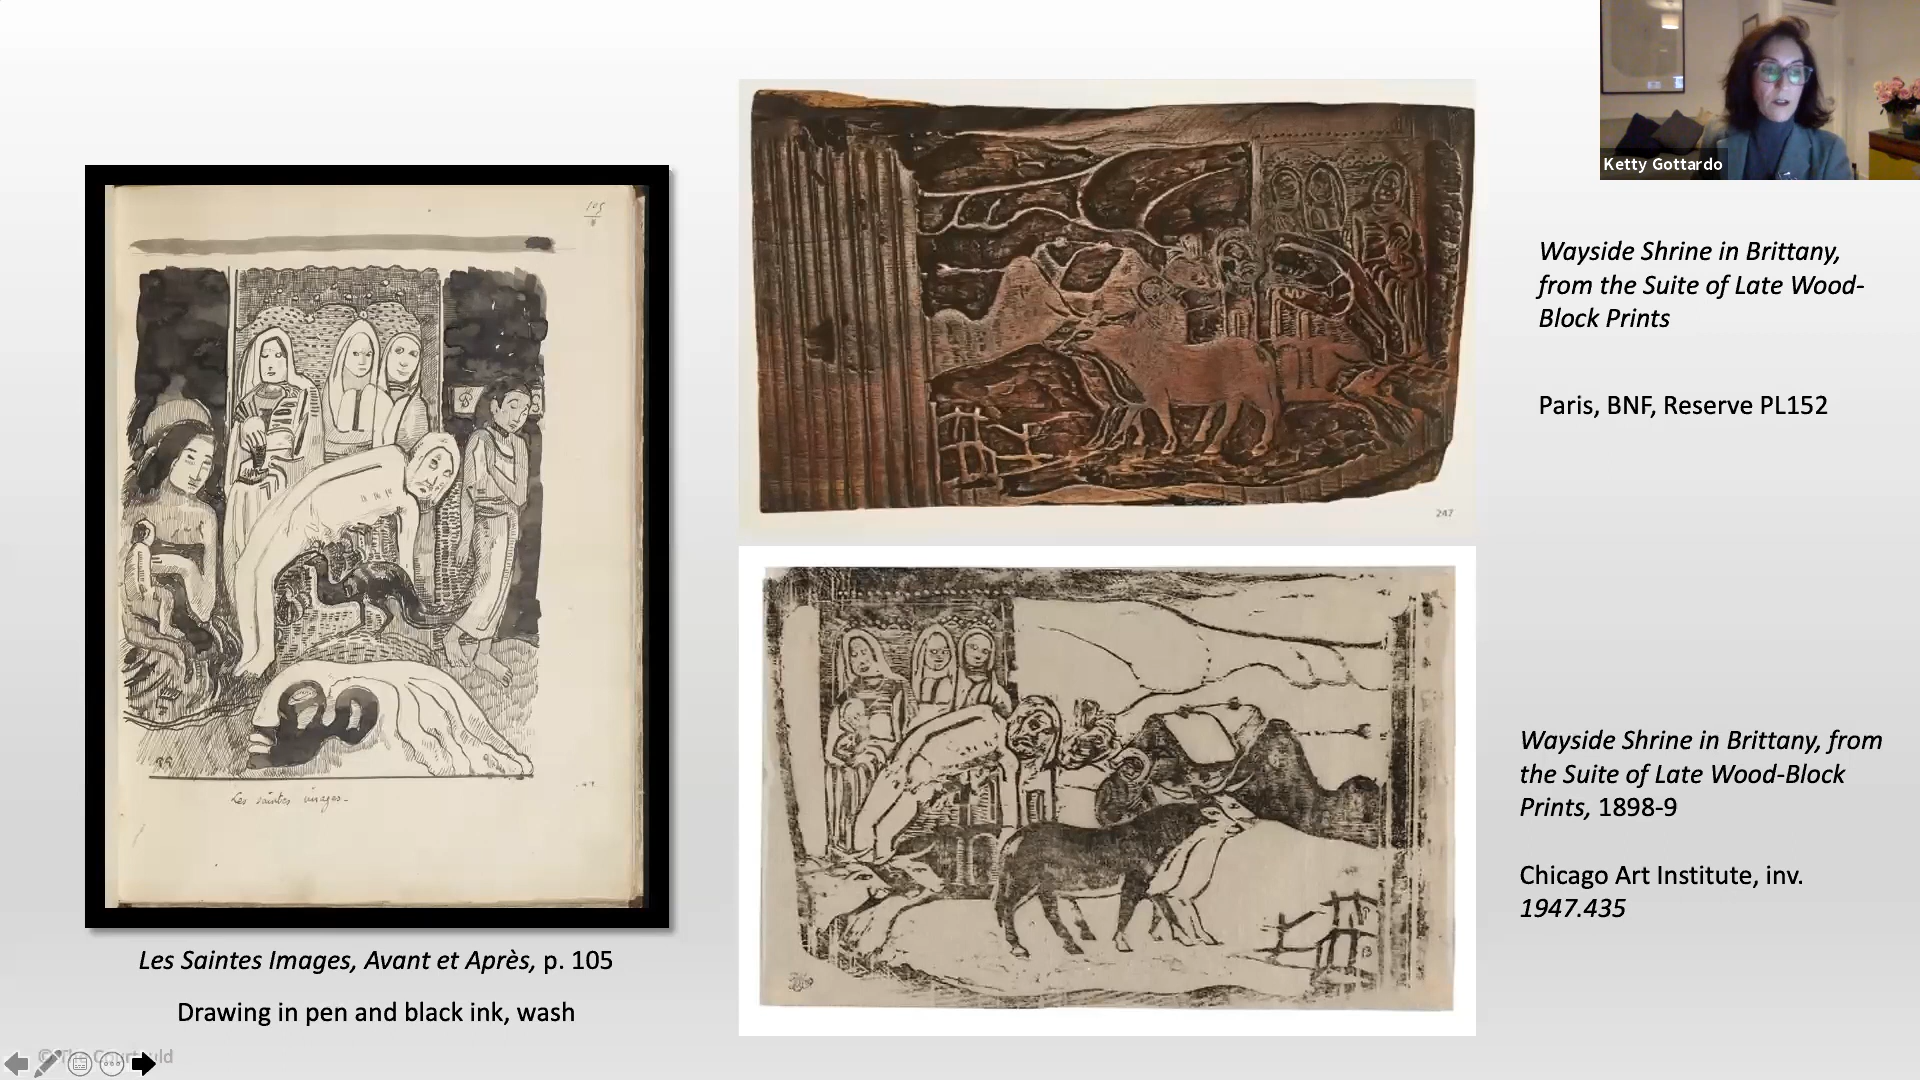 Ketty Gottardo
Wayside Shrine in Brittany,
from the Suite of Late Wood-
Block Prints
Paris, BNF, Reserve PL152
247
Wayside Shrine in Brittany, from
the Suite of Late Wood-Block
Prints, 1898-9
Chicago Art Institute, inv.
1947.435
105
Les saintes images-
Les Saintes Images, Avant et Après, p. 105
Drawing in pen and black ink, wash
© The Courtauld